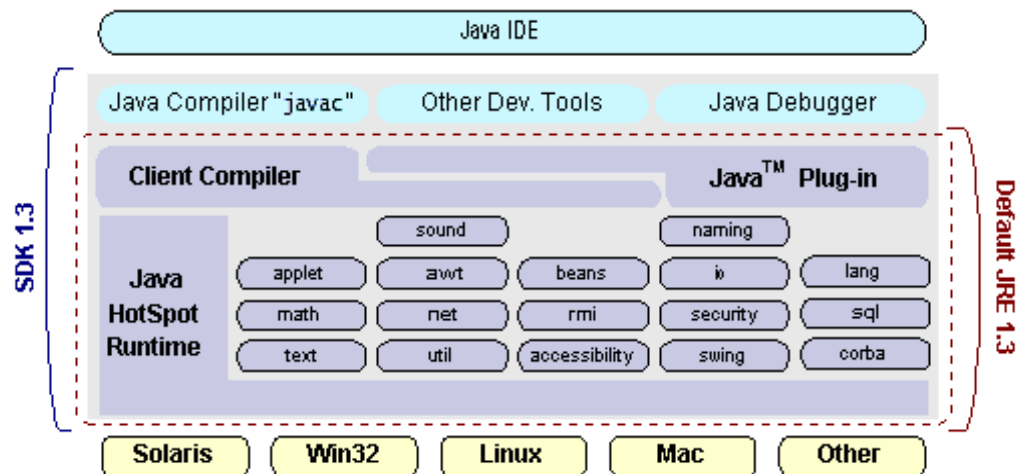 Java IDE
Java Compiler "javac"
Other Dev. Tools
Java Debugger
SDK 1.3
Default JRE 1.3
Client Compiler
Java™ Plug-in
Java
HotSpot
Runtime
sound
naming
applet
awt
beans
io
lang
math
net
rmi
security
sql
text
util
accessibility
swing
corba
Solaris
Win32
Linux
Mac
Other